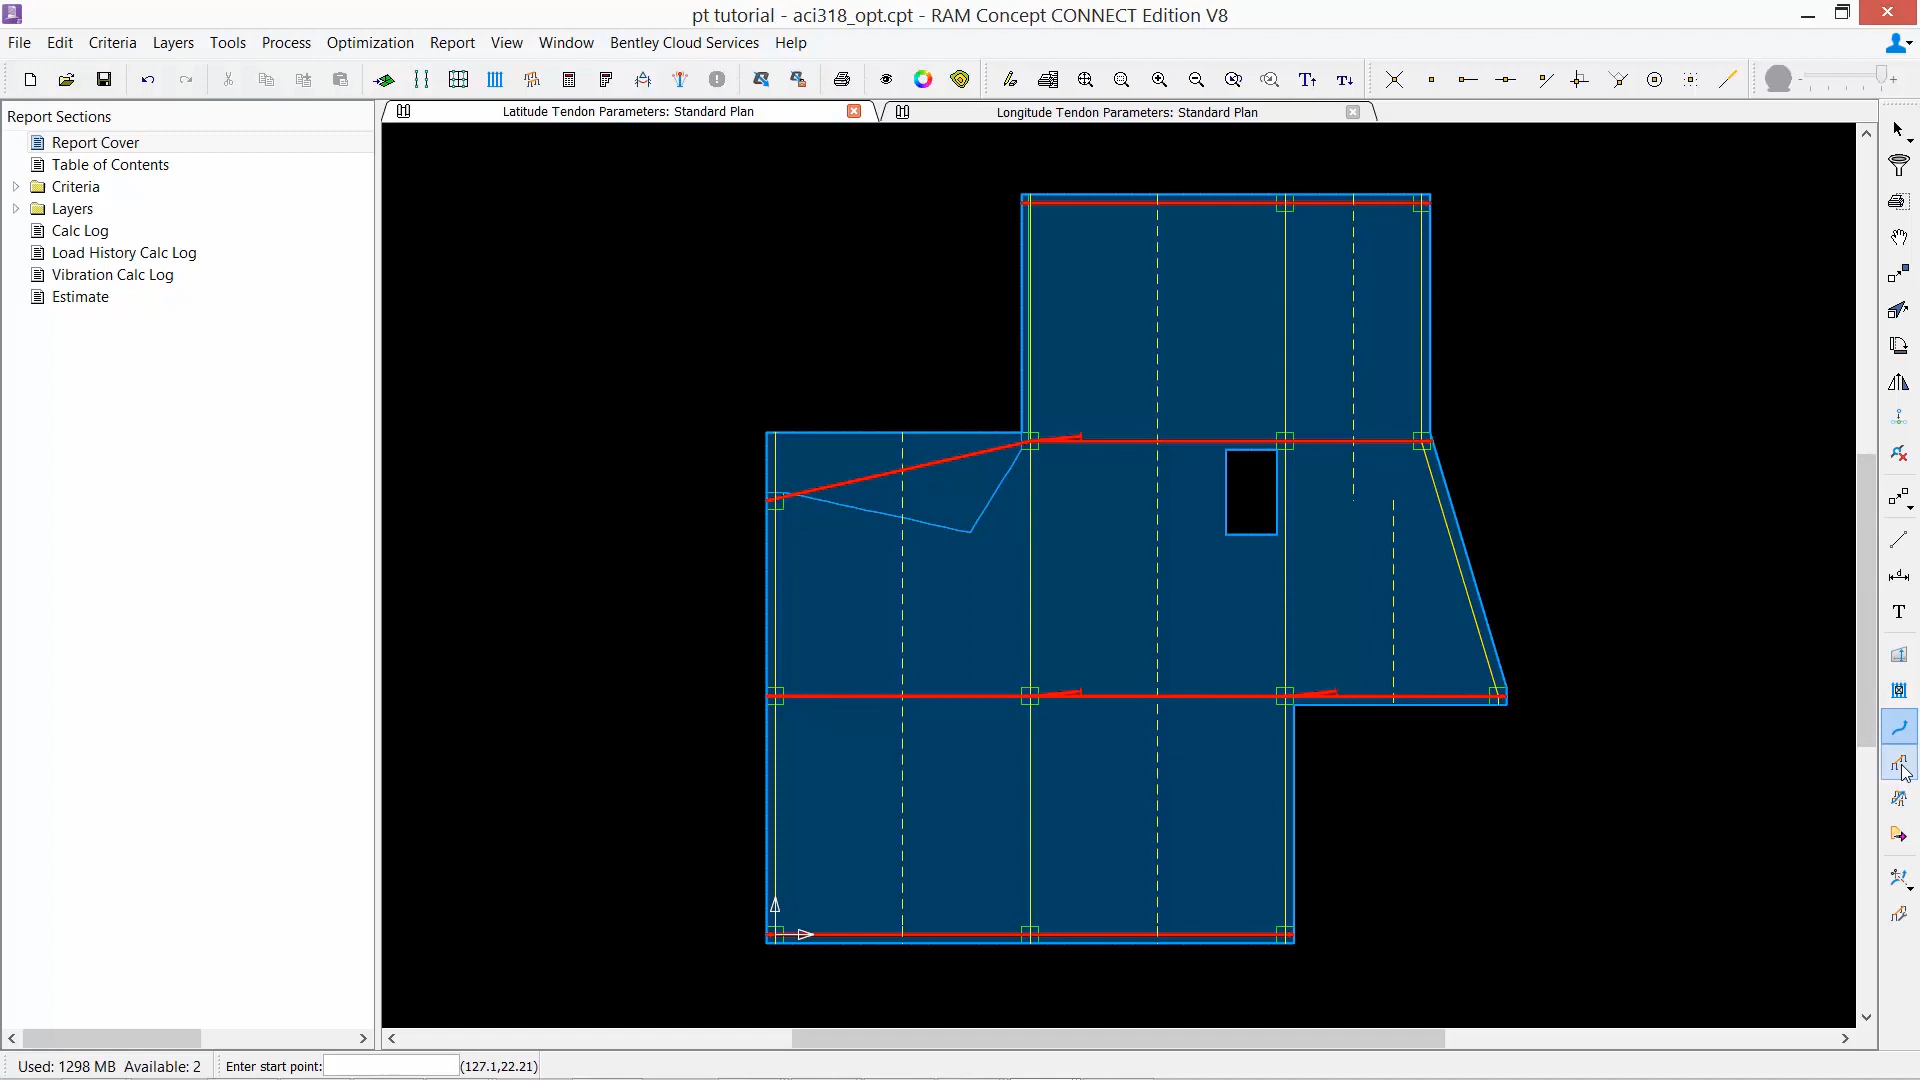 pt tutorial - aci318_opt.cpt - RAM Concept CONNECT Edition V8
File Edit Criteria Layers Tools Process Optimization Report View Window Bentley Cloud Services Help
Report Sections
Report Cover
Table of Contents
Criteria
Layers
Calc Log
Load History Calc Log
Vibration Calc Log
Estimate
Latitude Tendon Parameters: Standard Plan
Longitude Tendon Parameters: Standard Plan
Used: 1298 MB Available: 2 Enter start point: (127.1,22.21)